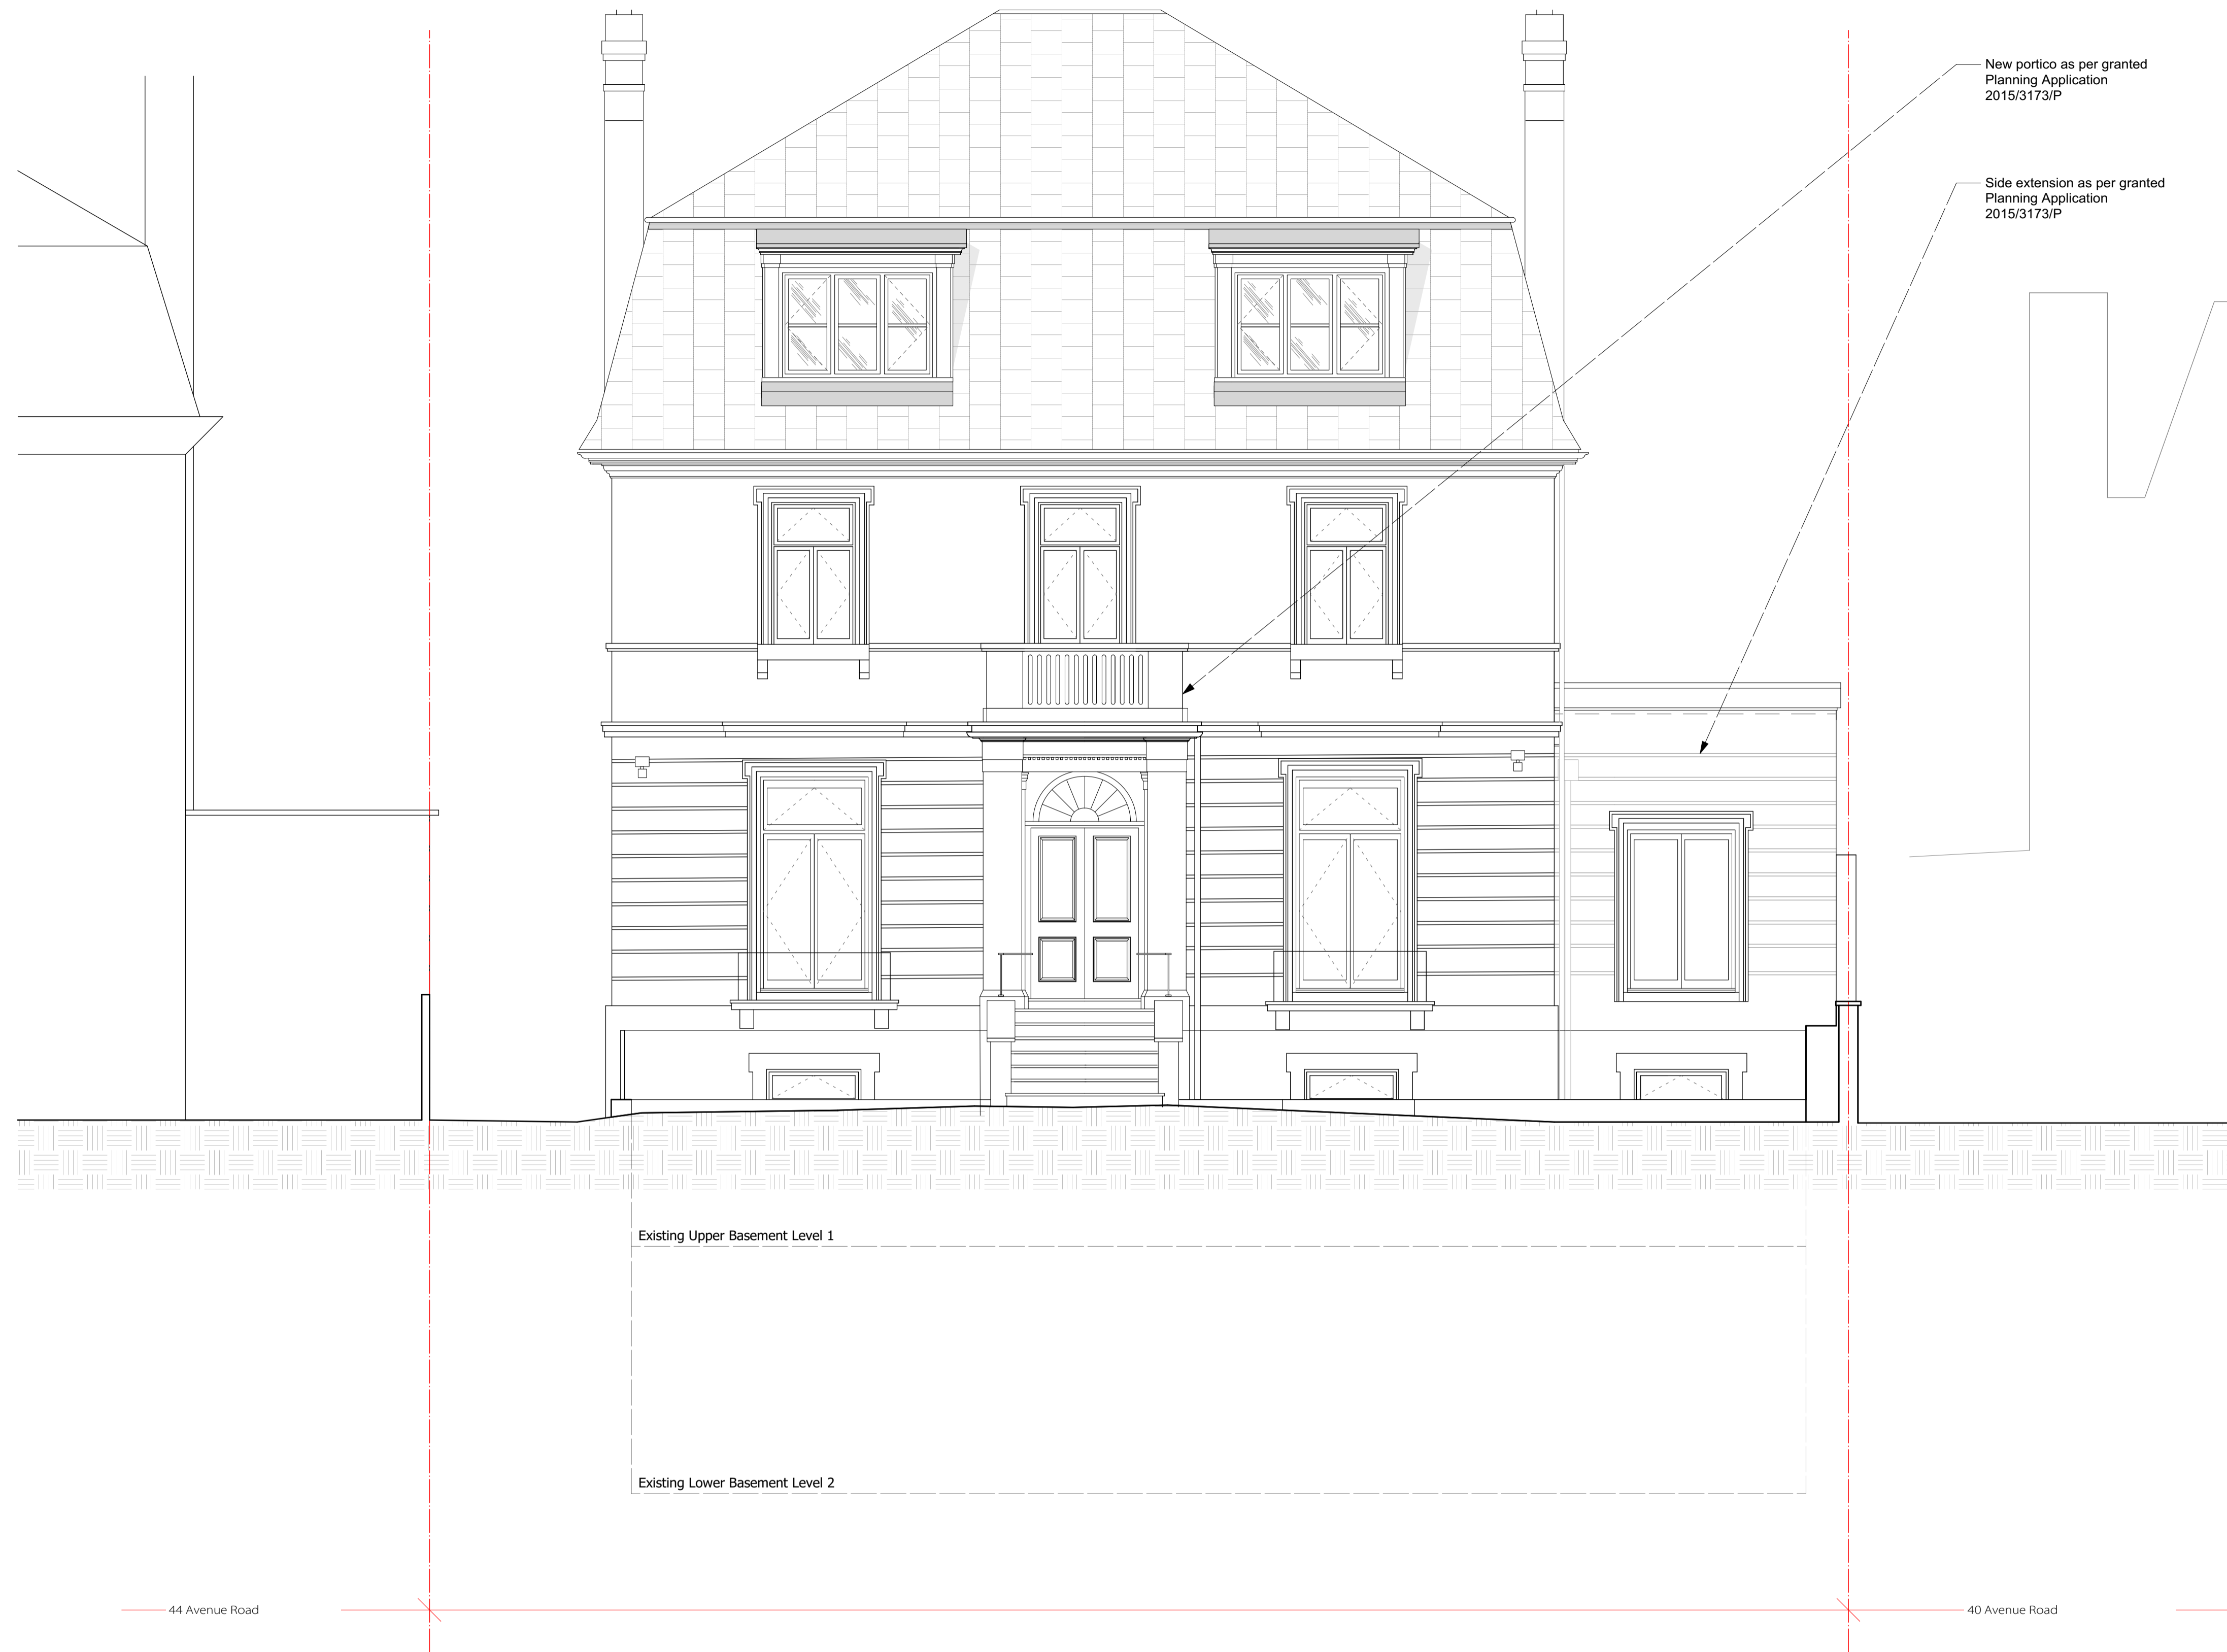 New portico as per granted
Planning Application
2015/3173/P
Side extension as per granted
Planning Application
2015/3173/P
Existing Upper Basement Level 1
Existing Lower Basement Level 2
44 Avenue Road
40 Avenue Road